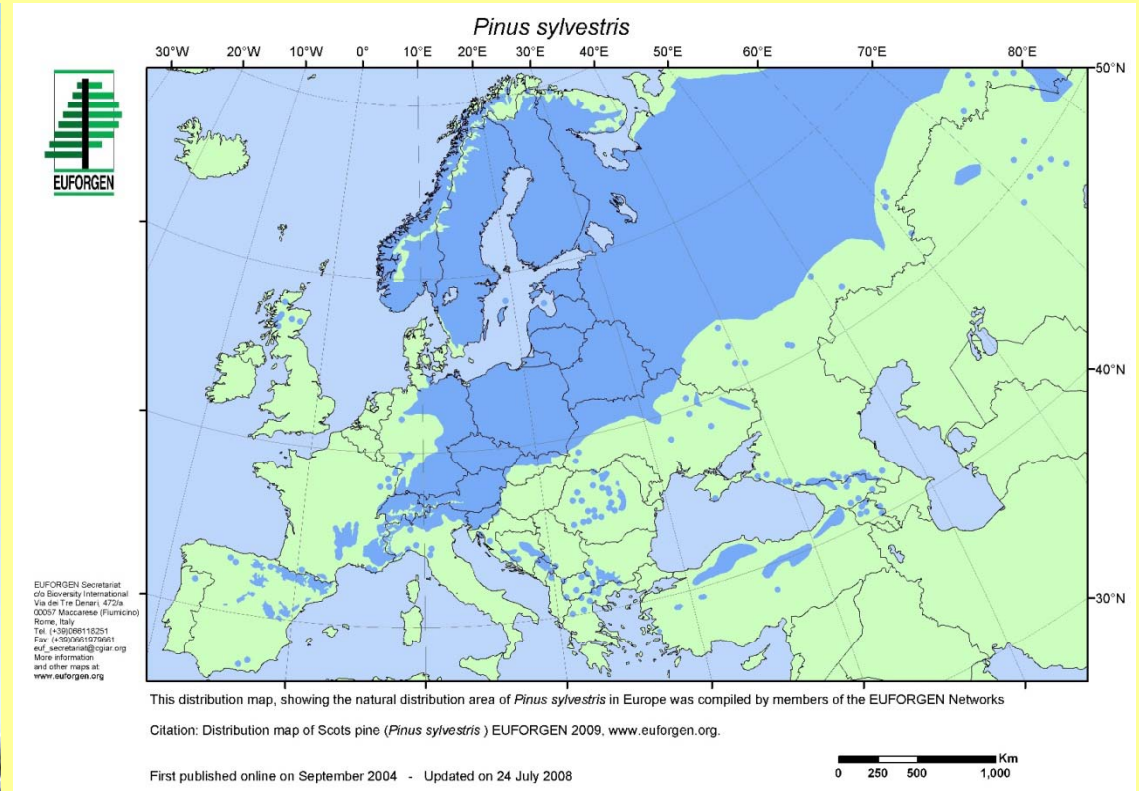 Pinus sylvestris
30°W 20°W 10°W 0° 10°E 20°E 30°E 40°E 50°E 60°E 70°E 80°E
50°N
EUFORGEN
40°N
30°N
EUFORGEN Secretariat
c/o Bioversity International
Via dei Tre Denari, 472/a
00057 Maccarese (Fiumicino)
Rome, Italy
Tel. (+39)066118251
Fax: (+39)0661979661
euf_secretariat@cgiar.org
More information
and other maps at:
www.euforgen.org
This distribution map, showing the natural distribution area of Pinus sylvestris in Europe was compiled by members of the EUFORGEN Networks
Citation: Distribution map of Scots pine (Pinus sylvestris ) EUFORGEN 2009, www.euforgen.org.
First published online on September 2004 - Updated on 24 July 2008
Km
0 250 500 1,000